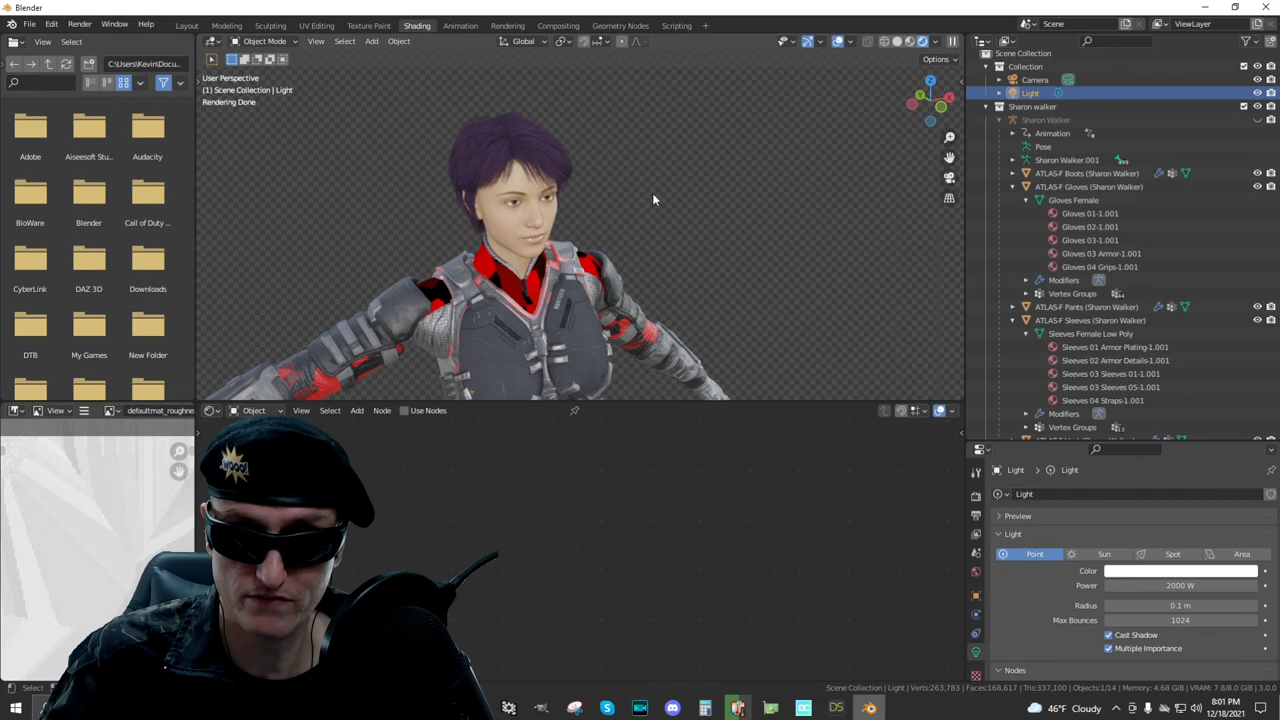 Blender
File Edit Render Window Help Layout Modeling Sculpting UV Editing Texture Paint Shading Animation Rendering Compositing Geometry Nodes Scripting +
Scene ViewLayer
View Select
C:\Users\Kevin\Docu...
Adobe Aiseesoft Stu... Audacity
BioWare Blender Call of Duty ...
CyberLink DAZ 3D Downloads
DTB My Games New Folder
Object Mode View Select Add Object Global
Options
User Perspective
(1) Scene Collection | Light
Rendering Done
Scene Collection
Collection
Camera
Light
Sharon walker
Sharon Walker
Animation
Pose
Sharon Walker.001
ATLAS-F Boots (Sharon Walker)
ATLAS-F Gloves (Sharon Walker)
Gloves Female
Gloves 01-1.001
Gloves 02-1.001
Gloves 03-1.001
Gloves 03 Armor-1.001
Gloves 04 Grips-1.001
Modifiers
Vertex Groups
ATLAS-F Pants (Sharon Walker)
ATLAS-F Sleeves (Sharon Walker)
Sleeves Female Low Poly
Sleeves 01 Armor Plating-1.001
Sleeves 02 Armor Details-1.001
Sleeves 03 Sleeves 01-1.001
Sleeves 03 Sleeves 05-1.001
Sleeves 04 Straps-1.001
Modifiers
Vertex Groups
View defaultmat_roughne
Object View Select Add Node Use Nodes
WOOO!
Light Light
Light
Preview
Light
Point Sun Spot Area
Color
Power 2000 W
Radius 0.1 m
Max Bounces 1024
Cast Shadow
Multiple Importance
Nodes
Select
Scene Collection | Light | Verts:263,783 | Faces:168,617 | Tris:337,100 | Objects:1/14 | Memory: 4.68 GiB | VRAM: 7.8/8.0 GiB | 3.0.0
46°F Cloudy
8:01 PM
12/18/2021